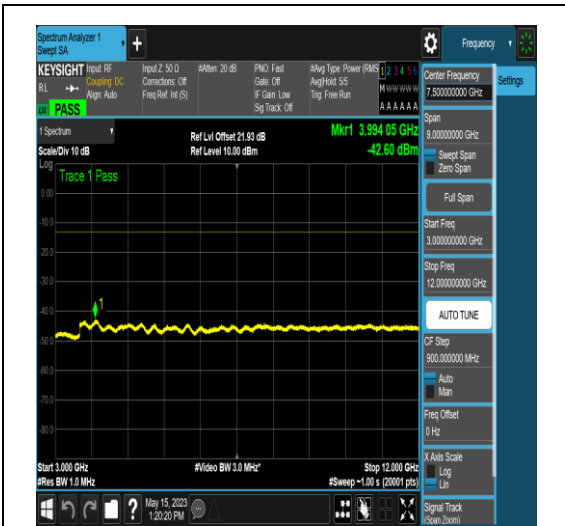 Spectrum Analyzer 1
Swept SA
Frequency
KEYSIGHT
Input: RF
Coupling: DC
Align: Auto
Input Z: 50 Ω
Corrections: Off
Freq Ref: Int (S)
#Atten: 20 dB
PNO: Fast
Gate: Off
IF Gain: Low
Sig Track: Off
#Avg Type: Power (RMS
Avg|Hold: 5/5
Trig: Free Run
1 2 3 4 5 6
M w w w w w
A A A A A A
R L
PASS
1 Spectrum
Scale/Div 10 dB
Ref Lvl Offset 21.93 dB
Ref Level 10.00 dBm
Mkr1 3.994 05 GHz
-42.60 dBm
Log
Trace 1 Pass
0.00
-10.0
-20.0
-30.0
-40.0
-50.0
-60.0
-70.0
-80.0
1
Start 3.000 GHz
#Res BW 1.0 MHz
#Video BW 3.0 MHz*
Stop 12.000 GHz
#Sweep ~1.00 s (20001 pts)
May 15, 2023
1:20:20 PM
Center Frequency
7.500000000 GHz
Settings
Span
9.00000000 GHz
Swept Span
Zero Span
Full Span
Start Freq
3.000000000 GHz
Stop Freq
12.000000000 GHz
AUTO TUNE
CF Step
900.000000 MHz
Auto
Man
Freq Offset
0 Hz
X Axis Scale
Log
Lin
Signal Track
(Span Zoom)